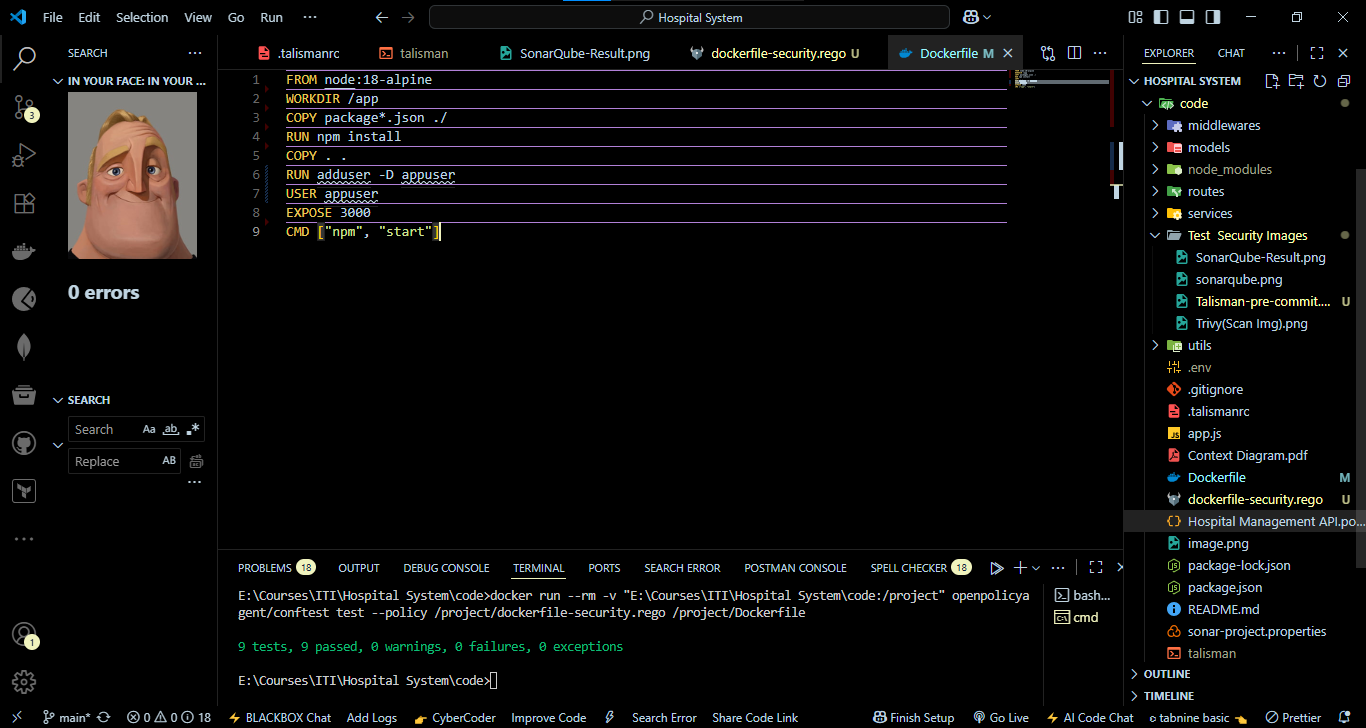 File Edit Selection View Go Run ···
Hospital System
SEARCH
IN YOUR FACE: IN YOUR ...
0 errors
SEARCH
Search Aa ab
Replace AB
3
1
.talismanrc talisman SonarQube-Result.png dockerfile-security.rego U Dockerfile M
1 FROM node:18-alpine
2 WORKDIR /app
3 COPY package*.json ./
4 RUN npm install
5 COPY . .
6 RUN adduser -D appuser
7 USER appuser
8 EXPOSE 3000
9 CMD ["npm", "start"]
PROBLEMS 18 OUTPUT DEBUG CONSOLE TERMINAL PORTS SEARCH ERROR POSTMAN CONSOLE SPELL CHECKER 18
E:\Courses\ITI\Hospital System\code>docker run --rm -v "E:\Courses\ITI\Hospital System\code:/project" openpolicya
gent/conftest test --policy /project/dockerfile-security.rego /project/Dockerfile
9 tests, 9 passed, 0 warnings, 0 failures, 0 exceptions
E:\Courses\ITI\Hospital System\code>
bash...
cmd
EXPLORER CHAT
HOSPITAL SYSTEM
code
middlewares
models
node_modules
routes
services
Test Security Images
SonarQube-Result.png
sonarqube.png
Talisman-pre-commit.... U
Trivy(Scan Img).png
utils
.env
.gitignore
.talismanrc
JS app.js
Context Diagram.pdf
Dockerfile M
dockerfile-security.rego U
Hospital Management API.po...
image.png
package-lock.json
package.json
README.md
sonar-project.properties
talisman
OUTLINE
TIMELINE
main* 0 0 18 BLACKBOX Chat Add Logs CyberCoder Improve Code Search Error Share Code Link Finish Setup Go Live AI Code Chat tabnine basic Prettier